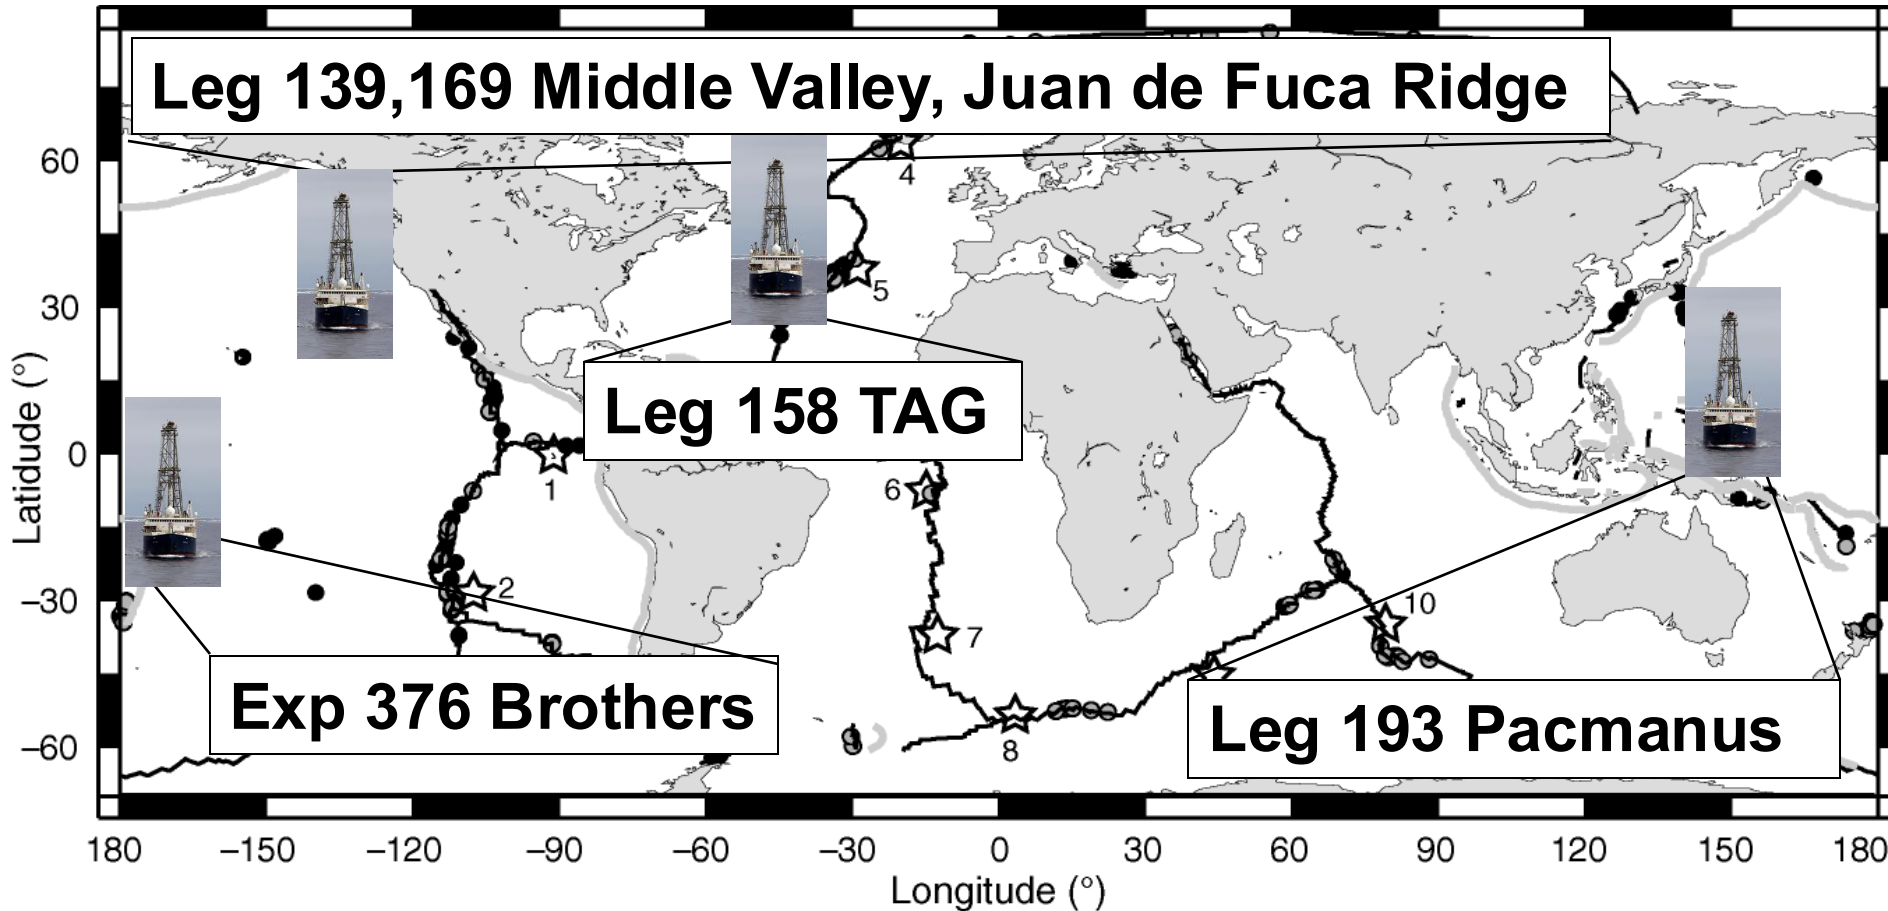 Leg 139,169 Middle Valley, Juan de Fuca Ridge
60
4
5
30
Leg 158 TAG
0
1
6
2
10
−30
7
Exp 376 Brothers
Leg 193 Pacmanus
−60
8
180 −150 −120 −90 −60 −30 0 30 60 90 120 150 180
Longitude (°)
Latidude (°)